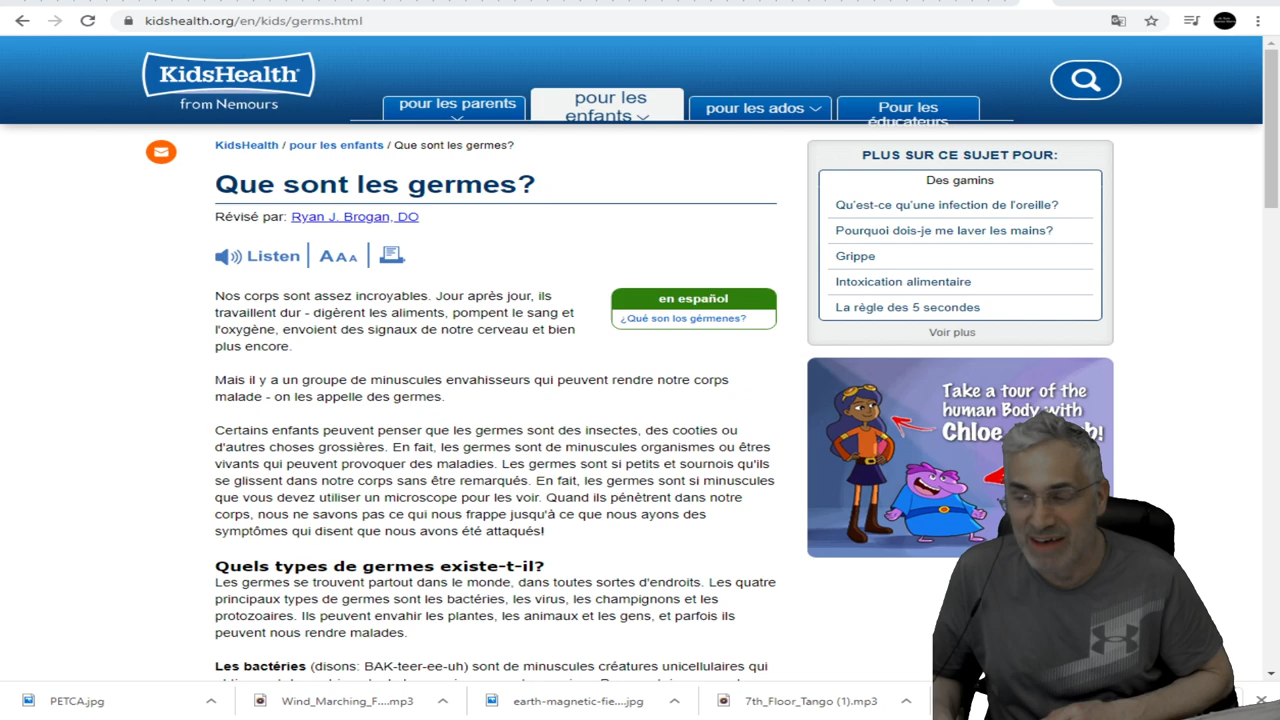 kidshealth.org/en/kids/germs.html
KidsHealth
from Nemours
pour les parents
pour les
enfants
pour les ados
Pour les
éducateurs
KidsHealth / pour les enfants / Que sont les germes?
Que sont les germes?
Révisé par: Ryan J. Brogan, DO
Listen
A A A
Nos corps sont assez incroyables. Jour après jour, ils
travaillent dur - digèrent les aliments, pompent le sang et
l'oxygène, envoient des signaux de notre cerveau et bien
plus encore.
en español
¿Qué son los gérmenes?
Mais il y a un groupe de minuscules envahisseurs qui peuvent rendre notre corps
malade - on les appelle des germes.
Certains enfants peuvent penser que les germes sont des insectes, des cooties ou
d'autres choses grossières. En fait, les germes sont de minuscules organismes ou êtres
vivants qui peuvent provoquer des maladies. Les germes sont si petits et sournois qu'ils
se glissent dans notre corps sans être remarqués. En fait, les germes sont si minuscules
que vous devez utiliser un microscope pour les voir. Quand ils pénètrent dans notre
corps, nous ne savons pas ce qui nous frappe jusqu'à ce que nous ayons des
symptômes qui disent que nous avons été attaqués!
Quels types de germes existe-t-il?
Les germes se trouvent partout dans le monde, dans toutes sortes d'endroits. Les quatre
principaux types de germes sont les bactéries, les virus, les champignons et les
protozoaires. Ils peuvent envahir les plantes, les animaux et les gens, et parfois ils
peuvent nous rendre malades.
Les bactéries (disons: BAK-teer-ee-uh) sont de minuscules créatures unicellulaires qui
PLUS SUR CE SUJET POUR:
Des gamins
Qu'est-ce qu'une infection de l'oreille?
Pourquoi dois-je me laver les mains?
Grippe
Intoxication alimentaire
La règle des 5 secondes
Voir plus
Take a tour of the
human Body with
Chloe
PETCA.jpg
Wind_Marching_F....mp3
earth-magnetic-fie....jpg
7th_Floor_Tango (1).mp3